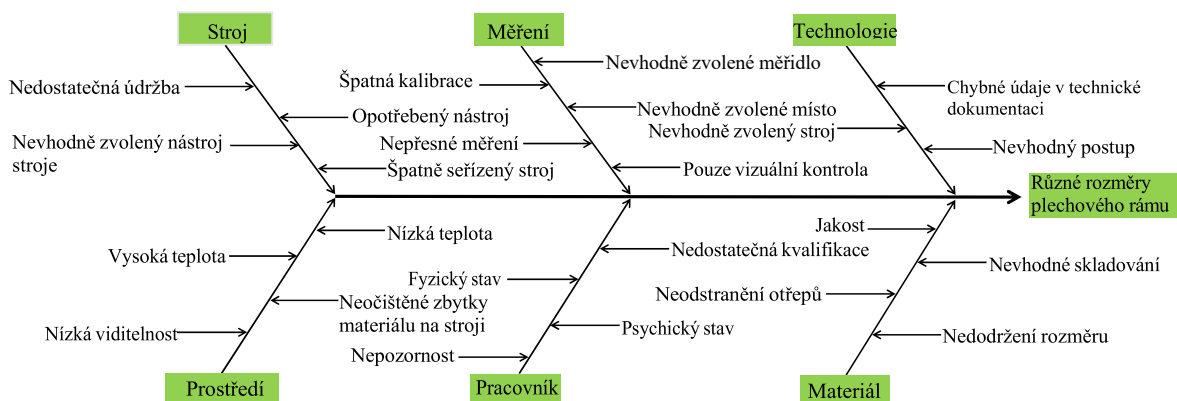 Stroj
Měření
Technologie
Nedostatečná údržba
Opotřebený nástroj
Nevhodně zvolený nástroj
stroje
Špatně seřízený stroj
Nevhodně zvolené měřidlo
Špatná kalibrace
Nevhodně zvolené místo
Nepřesné měření
Pouze vizuální kontrola
Chybné údaje v technické
dokumentaci
Nevhodně zvolený stroj
Nevhodný postup
Různé rozměry
plechového rámu
Nízká teplota
Vysoká teplota
Neočištěné zbytky
materiálu na stroji
Nízká viditelnost
Nedostatečná kvalifikace
Fyzický stav
Psychický stav
Nepozornost
Jakost
Nevhodné skladování
Neodstranění otřepů
Nedodržení rozměru
Prostředí
Pracovník
Materiál